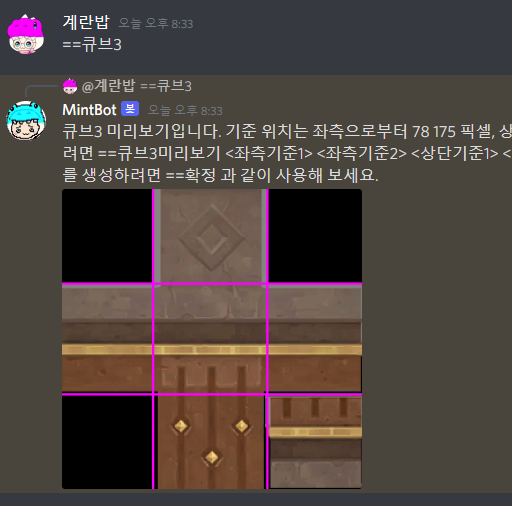 계란밥 오늘 오후 8:33
==큐브3
@계란밥 ==큐브3
MintBot 봇 오늘 오후 8:33
큐브3 미리보기입니다. 기준 위치는 좌측으로부터 78 175 픽셀, 상
려면 ==큐브3미리보기 <좌측기준1> <좌측기준2> <상단기준1> <
를 생성하려면 ==확정 과 같이 사용해 보세요.